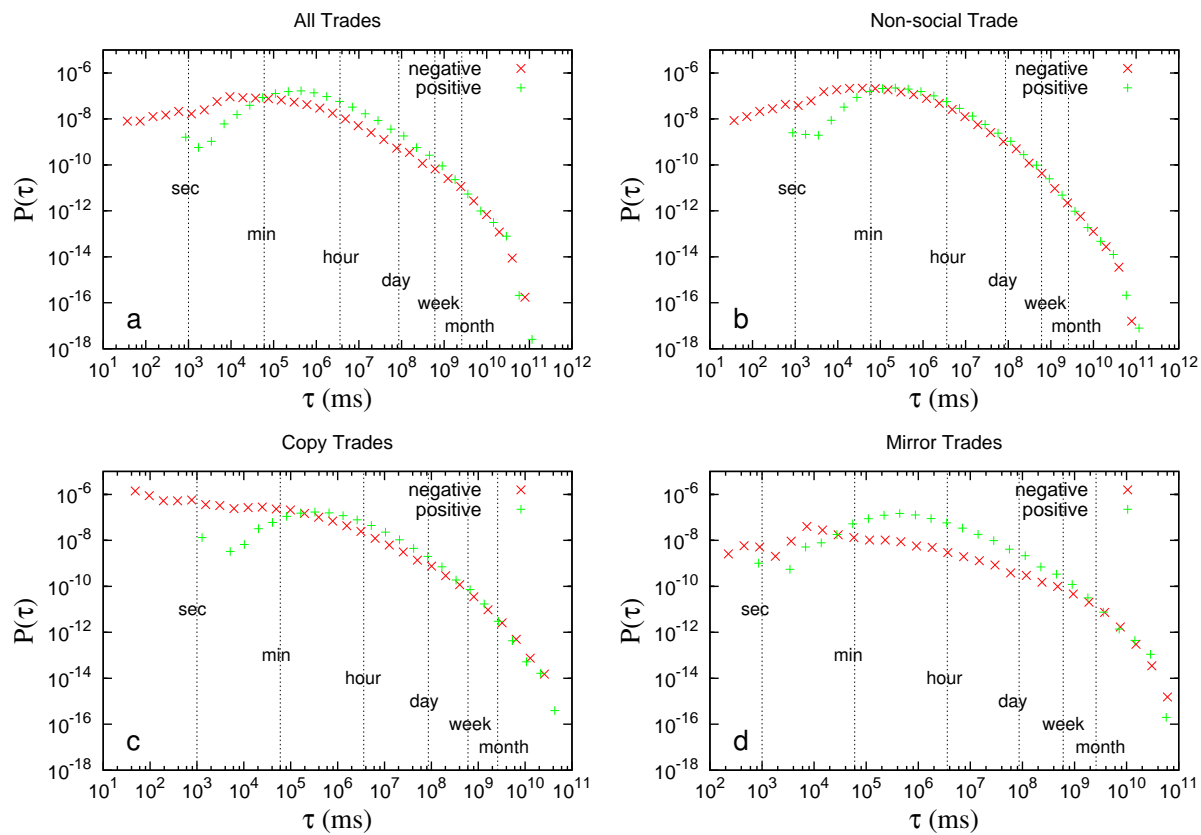 All Trades
10^-6
10^-8
10^-10
10^-12
10^-14
10^-16
10^-18
P(τ)
negative
positive
sec
min
hour
day
week
month
a
10^1 10^2 10^3 10^4 10^5 10^6 10^7 10^8 10^9 10^10 10^11 10^12
τ (ms)
Non-social Trade
10^-6
10^-8
10^-10
10^-12
10^-14
10^-16
10^-18
P(τ)
negative
positive
sec
min
hour
day
week
month
b
10^1 10^2 10^3 10^4 10^5 10^6 10^7 10^8 10^9 10^10 10^11 10^12
τ (ms)
Copy Trades
10^-6
10^-8
10^-10
10^-12
10^-14
10^-16
10^-18
P(τ)
negative
positive
sec
min
hour
day
week
month
c
10^1 10^2 10^3 10^4 10^5 10^6 10^7 10^8 10^9 10^10 10^11
τ (ms)
Mirror Trades
10^-6
10^-8
10^-10
10^-12
10^-14
10^-16
10^-18
P(τ)
negative
positive
sec
min
hour
day
week
month
d
10^2 10^3 10^4 10^5 10^6 10^7 10^8 10^9 10^10 10^11
τ (ms)